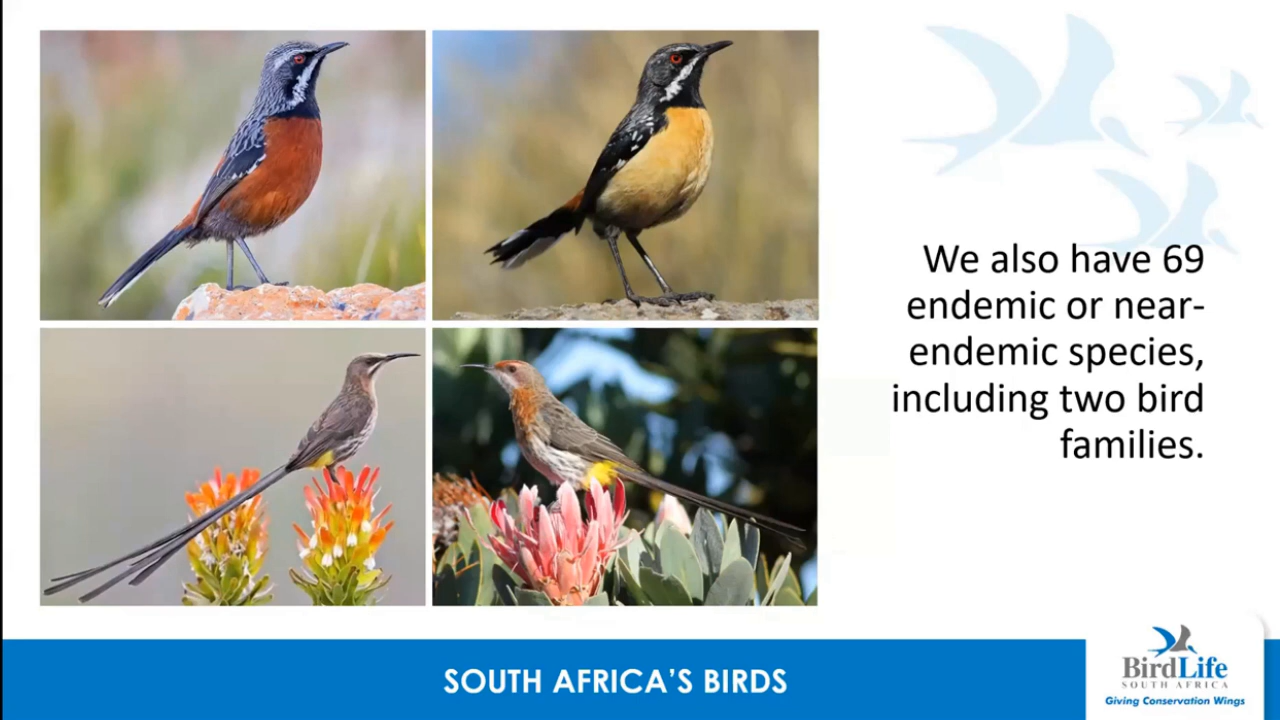 We also have 69
endemic or near-
endemic species,
including two bird
families.
SOUTH AFRICA’S BIRDS
BirdLife
SOUTH AFRICA
Giving Conservation Wings